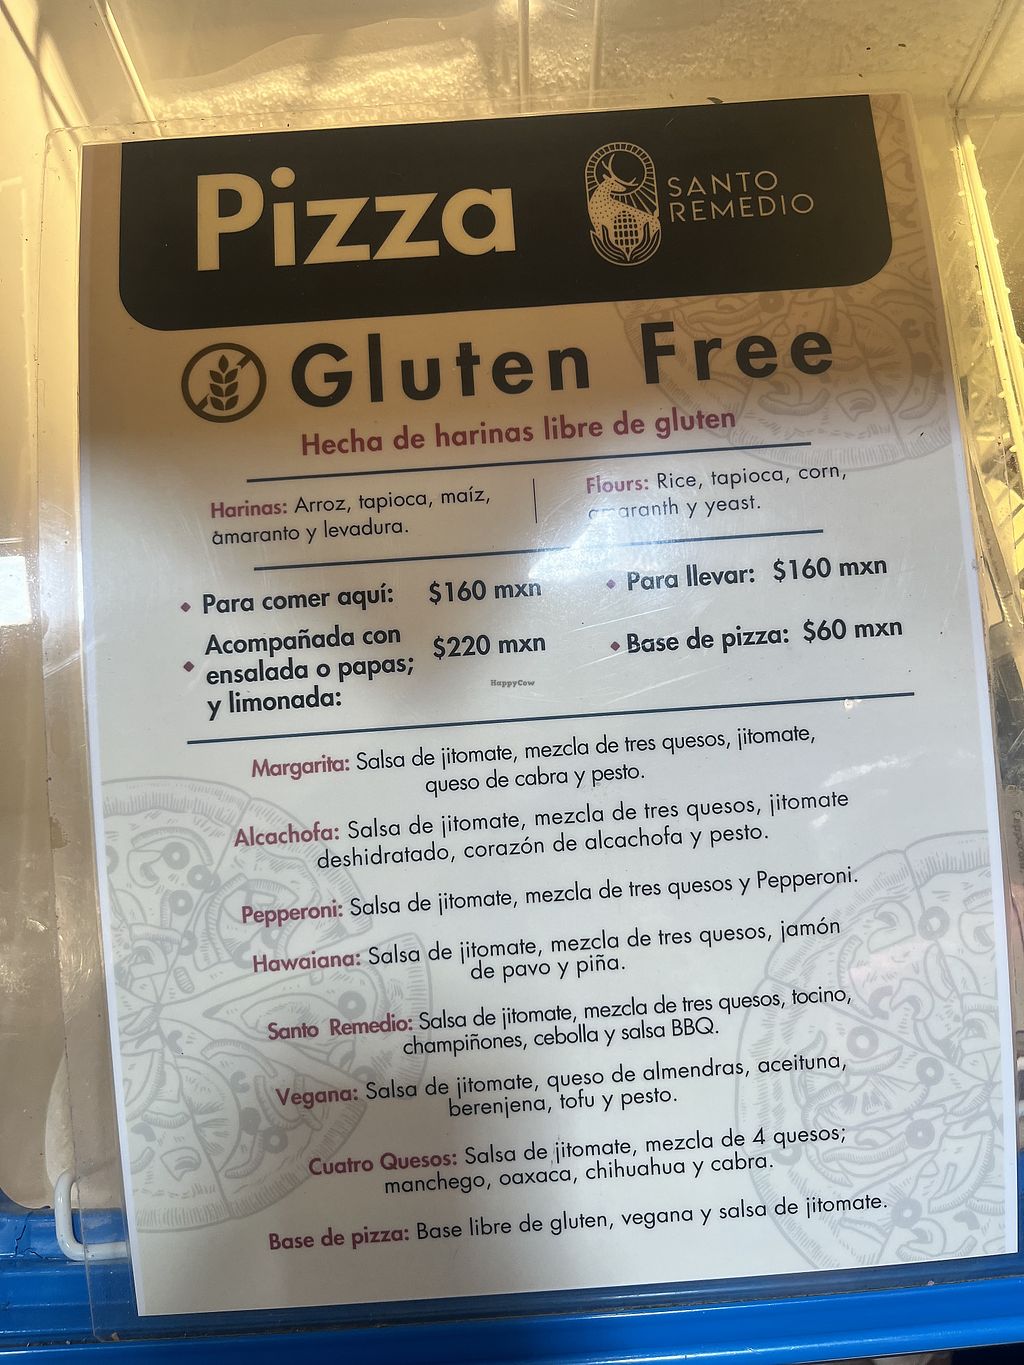 Pizza
SANTO
REMEDIO
Gluten Free
Hecha de harinas libre de gluten
Harinas: Arroz, tapioca, maíz,
amaranto y levadura.
Flours: Rice, tapioca, corn,
amaranth y yeast.
Para comer aquí: $160 mxn
Para llevar: $160 mxn
Acompañada con
ensalada o papas; $220 mxn
y limonada:
Base de pizza: $60 mxn
HappyCow
Margarita: Salsa de jitomate, mezcla de tres quesos, jitomate,
queso de cabra y pesto.
Alcachofa: Salsa de jitomate, mezcla de tres quesos, jitomate
deshidratado, corazón de alcachofa y pesto.
Pepperoni: Salsa de jitomate, mezcla de tres quesos y Pepperoni.
Hawaiana: Salsa de jitomate, mezcla de tres quesos, jamón
de pavo y piña.
Santo Remedio: Salsa de jitomate, mezcla de tres quesos, tocino,
champiñones, cebolla y salsa BBQ.
Vegana: Salsa de jitomate, queso de almendras, aceituna,
berenjena, tofu y pesto.
Cuatro Quesos: Salsa de jitomate, mezcla de 4 quesos;
manchego, oaxaca, chihuahua y cabra.
Base de pizza: Base libre de gluten, vegana y salsa de jitomate.